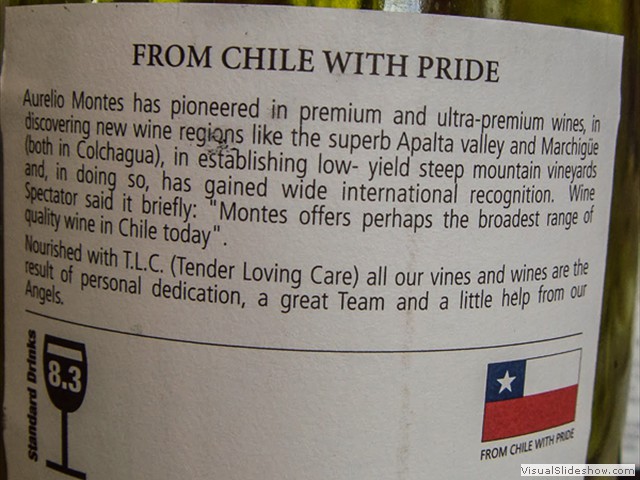 FROM CHILE WITH PRIDE
Aurelio Montes has pioneered in premium and ultra-premium wines, in
discovering new wine regions like the superb Apalta valley and Marchigüe
(both in Colchagua), in establishing low- yield steep mountain vineyards
and, in doing so, has gained wide international recognition. Wine
Spectator said it briefly: "Montes offers perhaps the broadest range of
quality wine in Chile today".
Nourished with T.L.C. (Tender Loving Care) all our vines and wines are the
result of personal dedication, a great Team and a little help from our
Angels.
Standard Drinks
8.3
FROM CHILE WITH PRIDE
VisualSlideshow.com